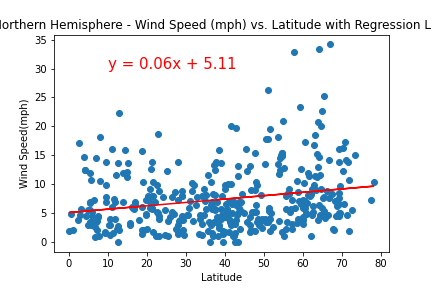 orthern Hemisphere - Wind Speed (mph) vs. Latitude with Regression L
y = 0.06x + 5.11
Wind Speed(mph)
35
30
25
20
15
10
5
0
0 10 20 30 40 50 60 70 80
Latitude